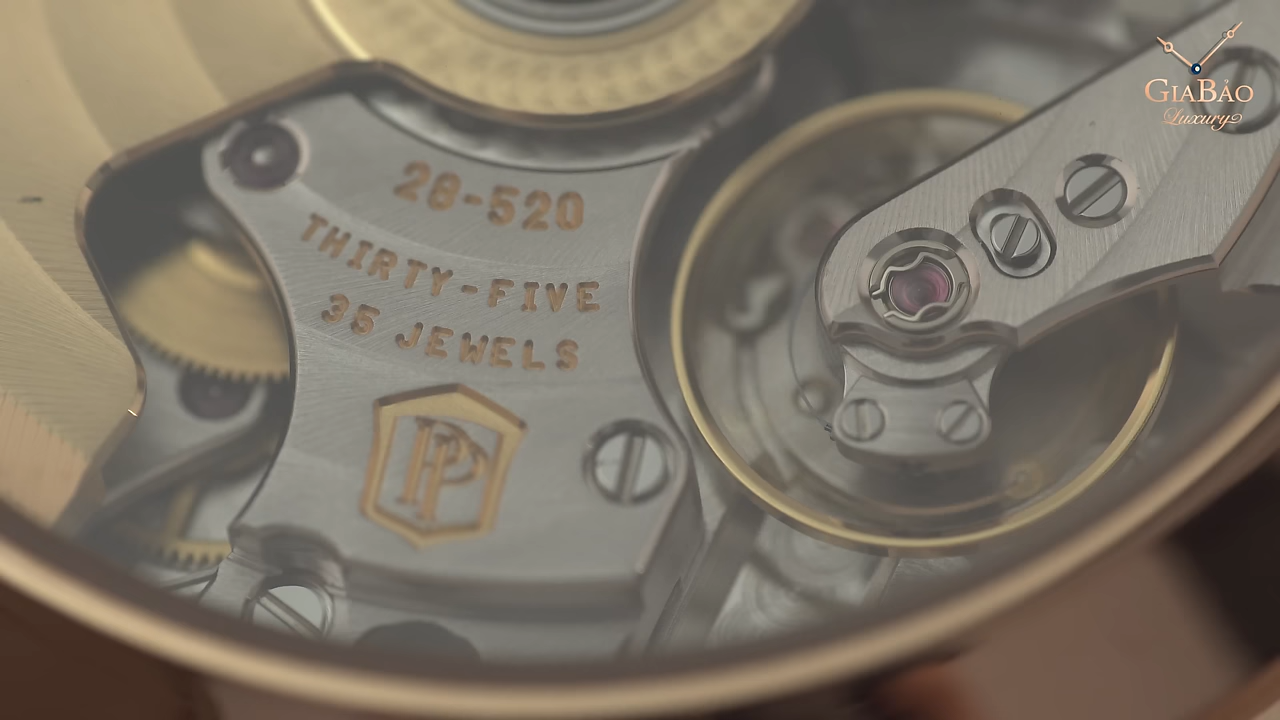 GIABẢO
Luxury
28-520
THIRTY-FIVE
35 JEWELS
PP